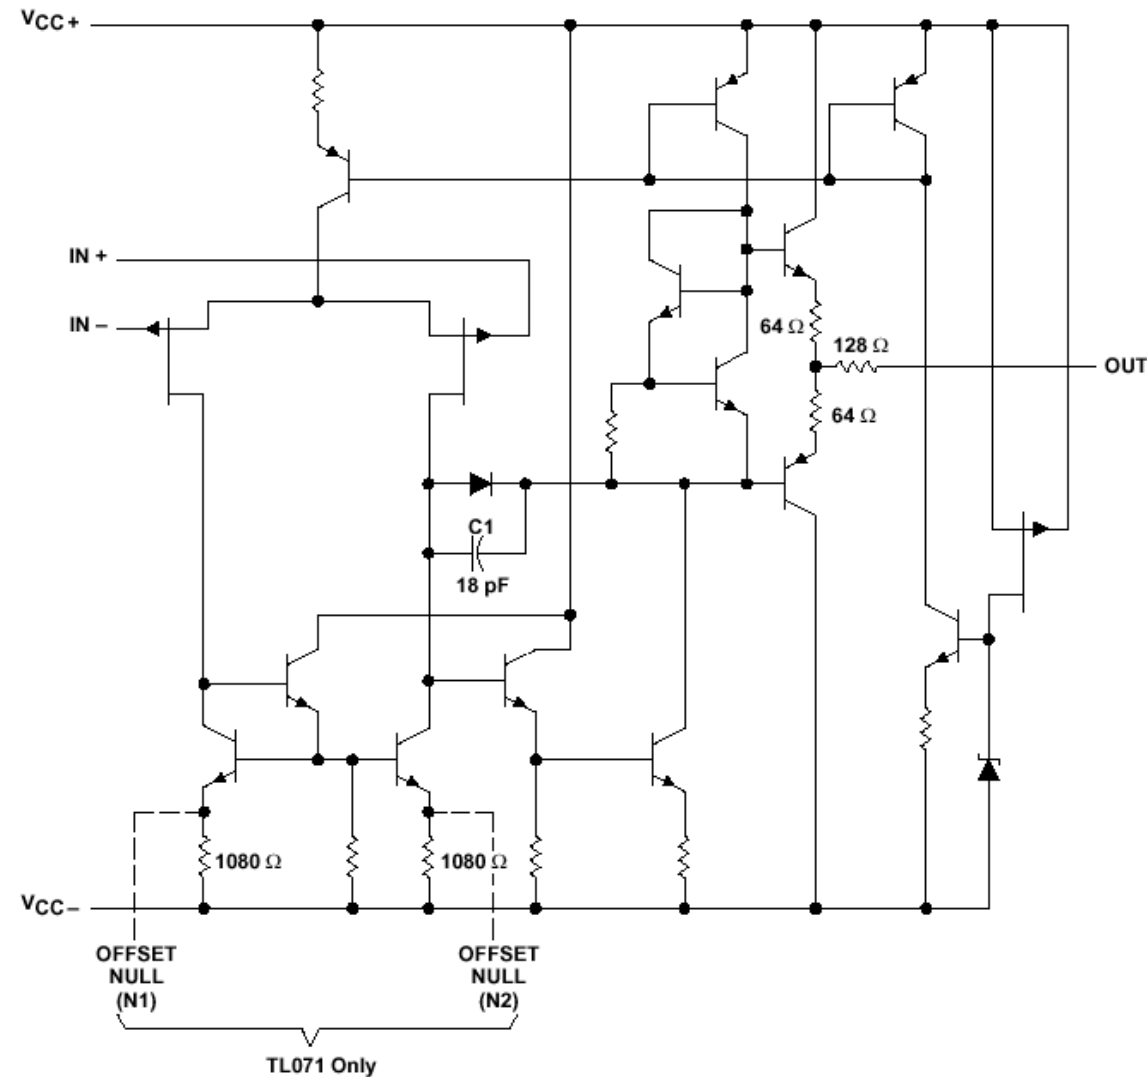 VCC+
IN +
IN –
64 Ω
128 Ω
OUT
64 Ω
C1
18 pF
1080 Ω
1080 Ω
VCC–
OFFSET
NULL
(N1)
OFFSET
NULL
(N2)
TL071 Only